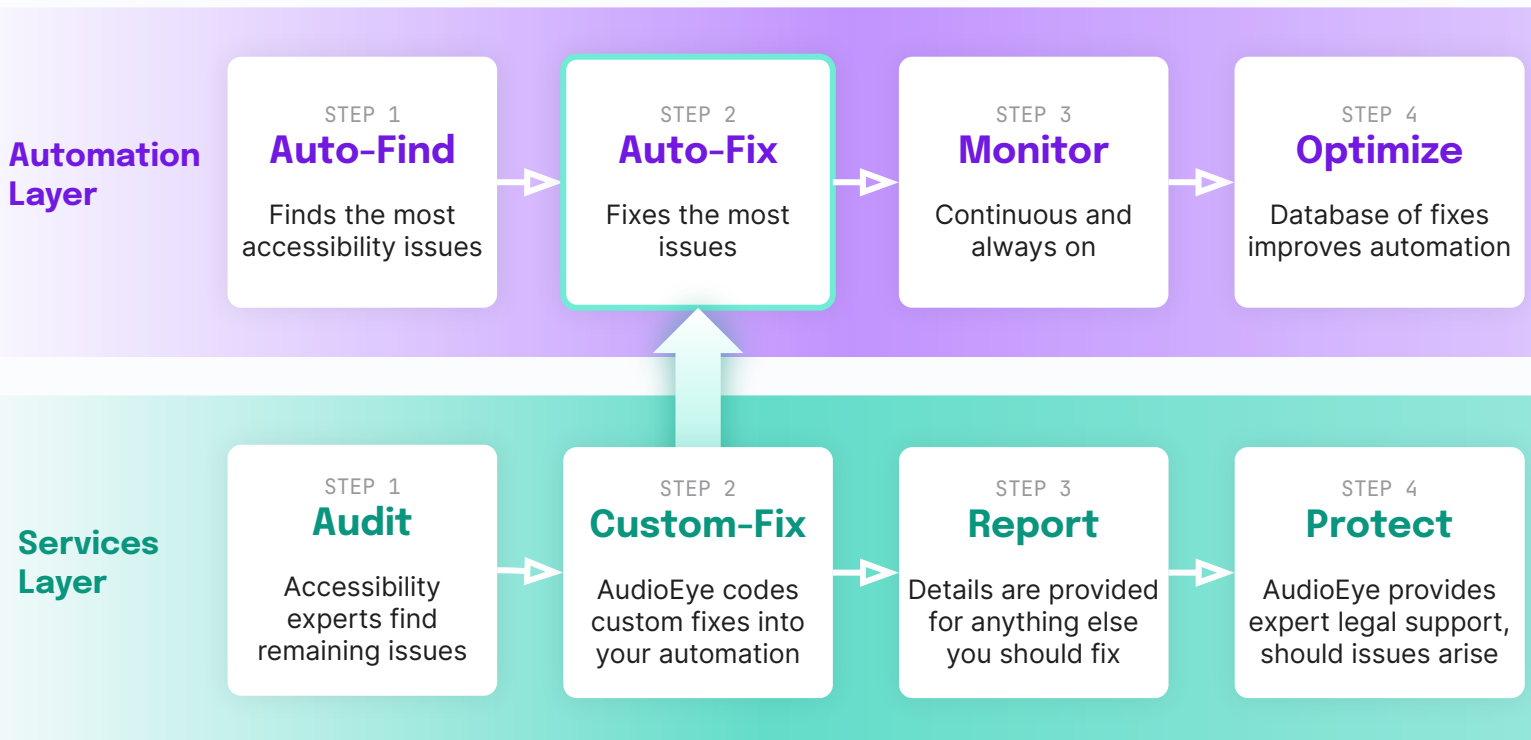 Automation
Layer
STEP 1
Auto-Find
Finds the most
accessibility issues
STEP 2
Auto-Fix
Fixes the most
issues
STEP 3
Monitor
Continuous and
always on
STEP 4
Optimize
Database of fixes
improves automation
Services
Layer
STEP 1
Audit
Accessibility
experts find
remaining issues
STEP 2
Custom-Fix
AudioEye codes
custom fixes into
your automation
STEP 3
Report
Details are provided
for anything else
you should fix
STEP 4
Protect
AudioEye provides
expert legal support,
should issues arise